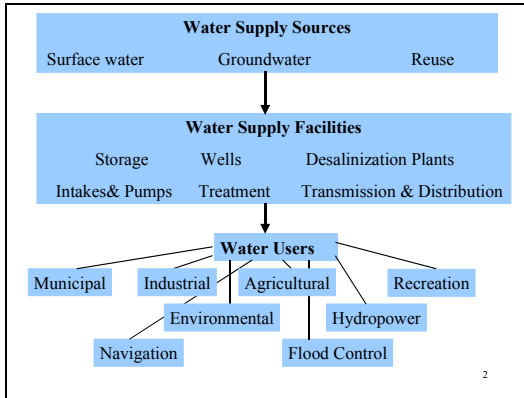 Water Supply Sources
Surface water Groundwater Reuse
Water Supply Facilities
Storage Wells Desalinization Plants
Intakes& Pumps Treatment Transmission & Distribution
Water Users
Municipal Industrial Agricultural Recreation
Environmental Hydropower
Navigation Flood Control
2